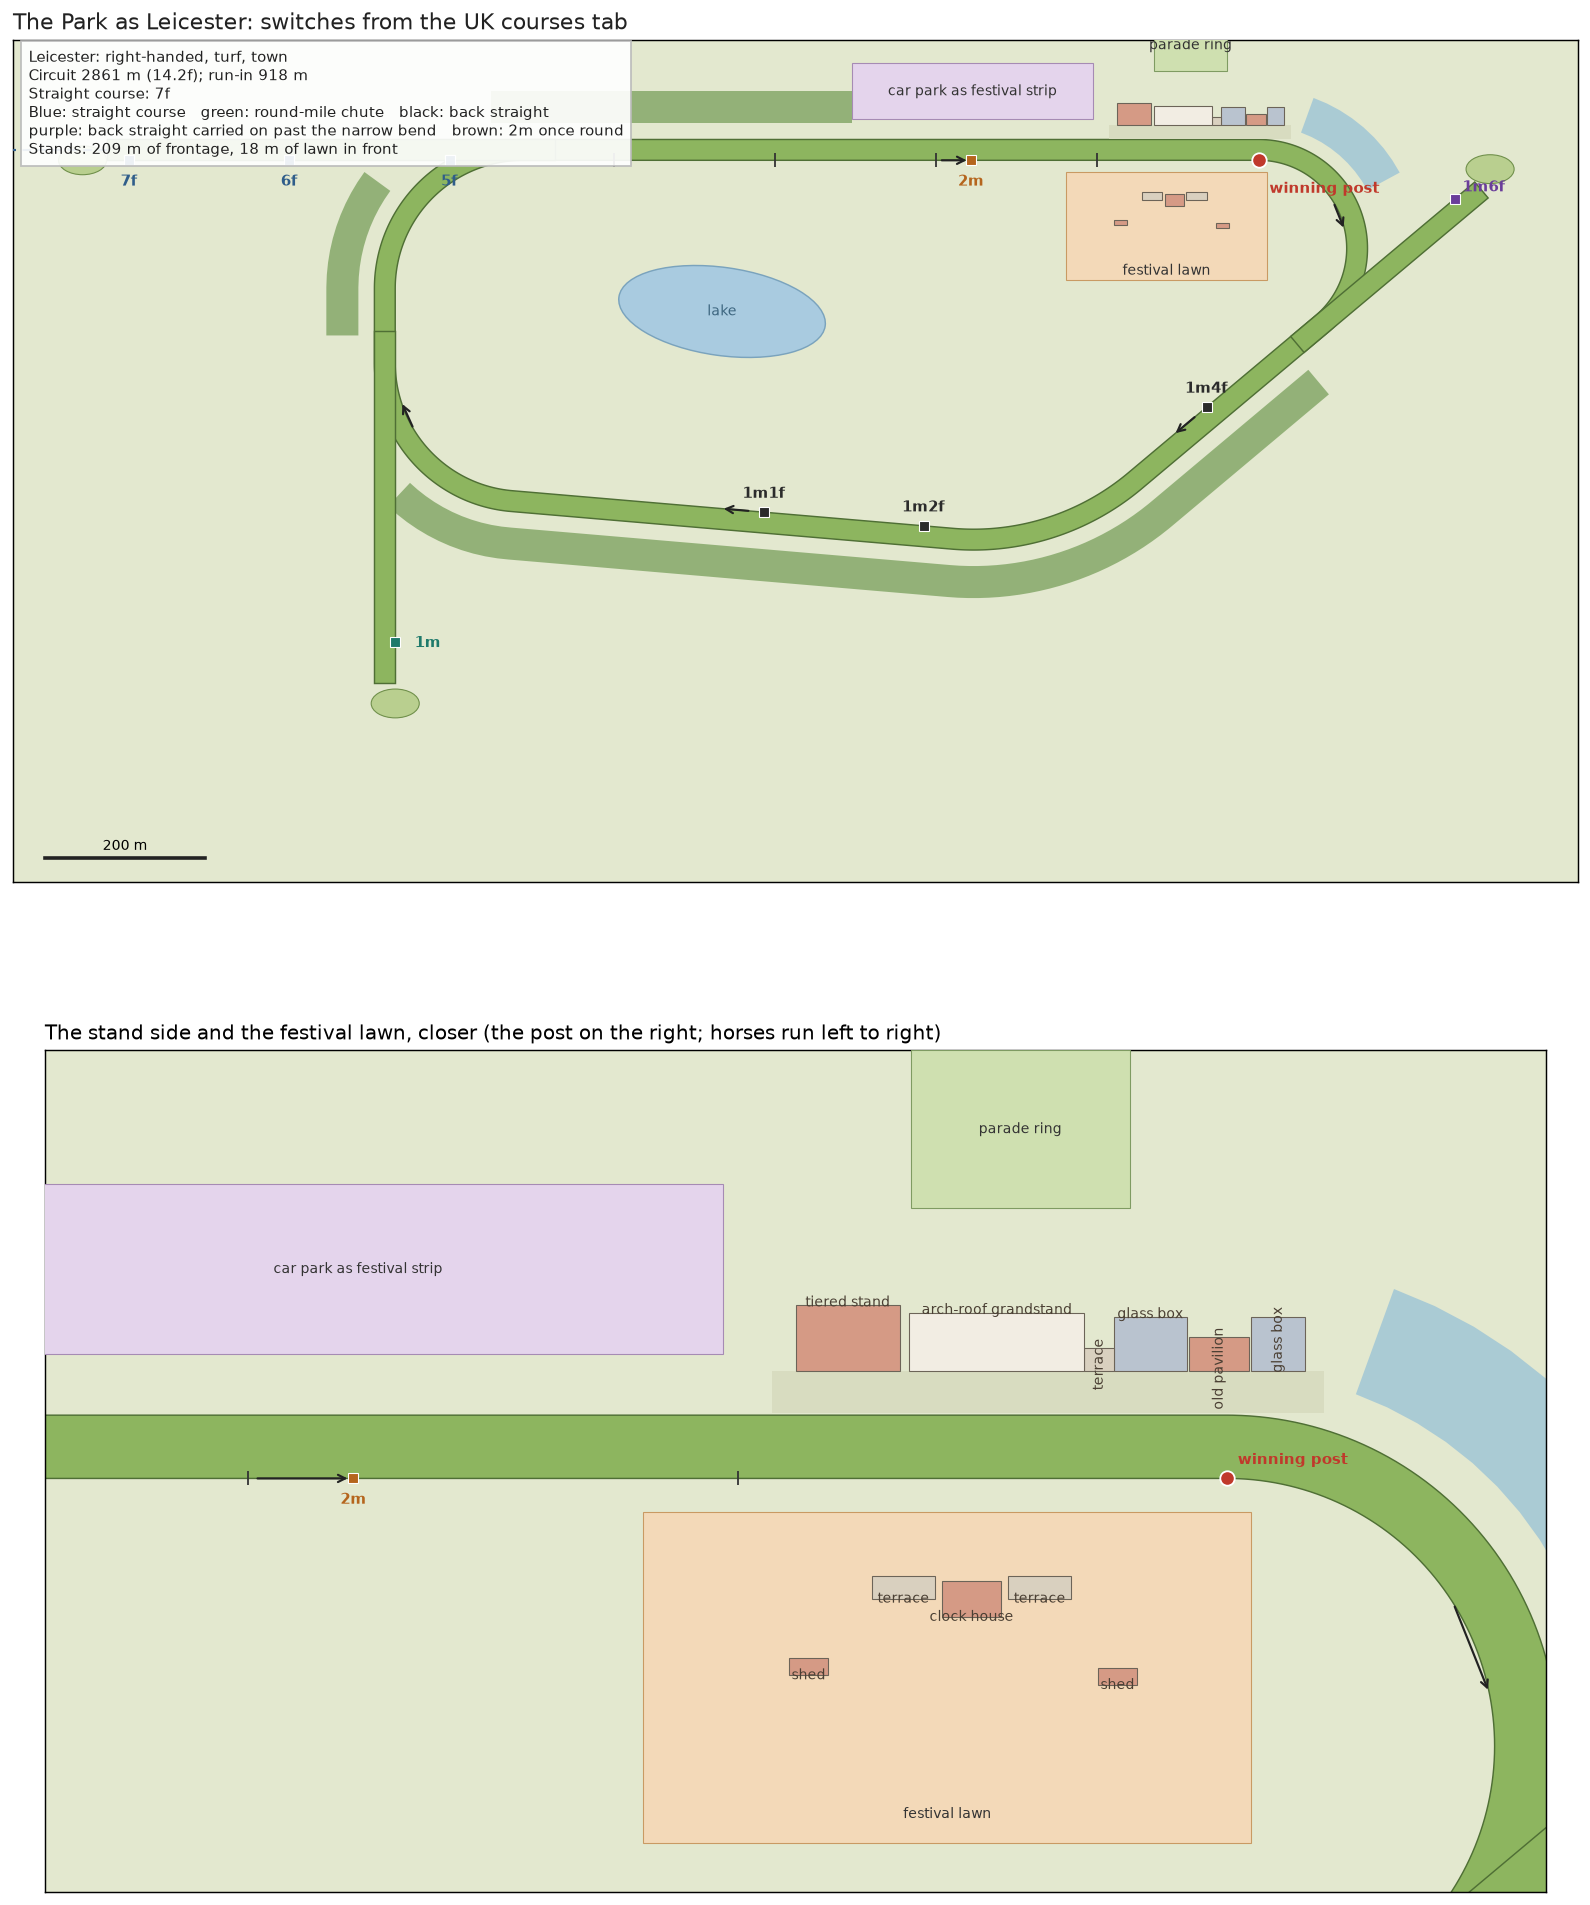 The Park as Leicester: switches from the UK courses tab
Leicester: right-handed, turf, town
Circuit 2861 m (14.2f); run-in 918 m
Straight course: 7f
Blue: straight course   green: round-mile chute   black: back straight
purple: back straight carried on past the narrow bend   brown: 2m once round
Stands: 209 m of frontage, 18 m of lawn in front
parade ring
car park as festival strip
7f
6f
5f
2m
winning post
1m6f
festival lawn
lake
1m4f
1m1f
1m2f
1m
200 m
The stand side and the festival lawn, closer (the post on the right; horses run left to right)
parade ring
car park as festival strip
tiered stand
arch-roof grandstand
terrace
glass box
old pavilion
glass box
winning post
2m
terrace
clock house
terrace
shed
shed
festival lawn